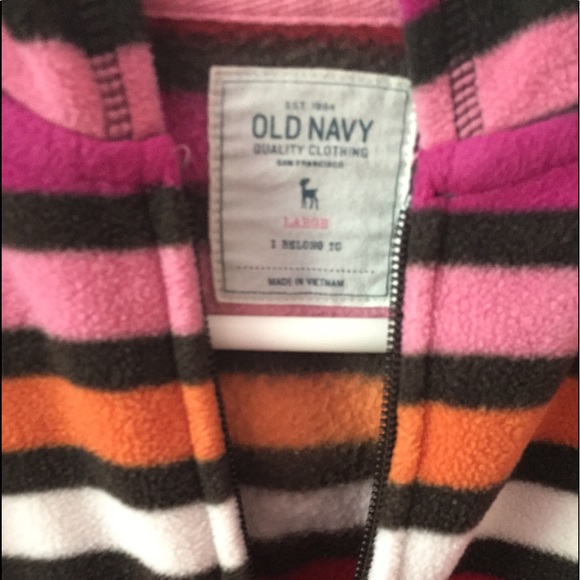 EST. 1994
OLD NAVY
QUALITY CLOTHING
SAN FRANCISCO
LARGE
I BELONG TO
MADE IN VIETNAM